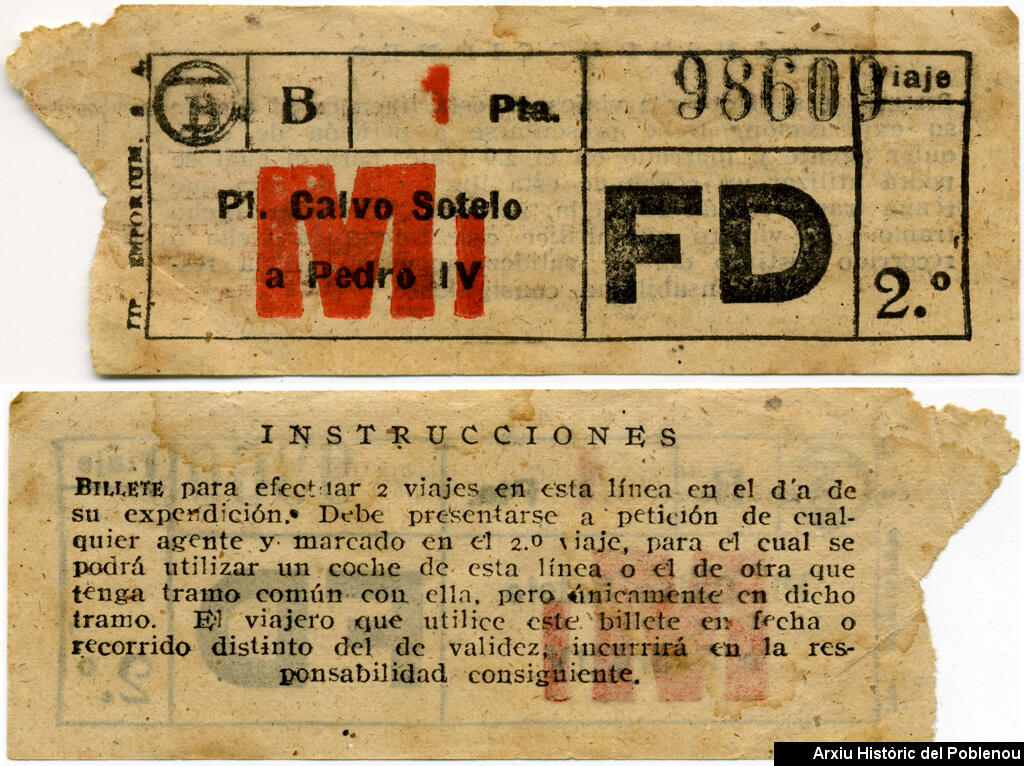 TIP EMPORIUM, S. A.
TB
B
1 Pta.
98609
Viaje
MI
Pl. Calvo Sotelo
a Pedro IV
FD
2.º
INSTRUCCIONES
BILLETE para efectuar 2 viajes en esta línea en el día de
su expendición. Debe presentarse a petición de cual-
quier agente y marcado en el 2.º viaje, para el cual se
podrá utilizar un coche de esta línea o el de otra que
tenga tramo común con ella, pero únicamente en dicho
tramo. El viajero que utilice este billete en fecha o
recorrido distinto del de validez, incurrirá en la res-
ponsabilidad consiguiente.
Arxiu Històric del Poblenou